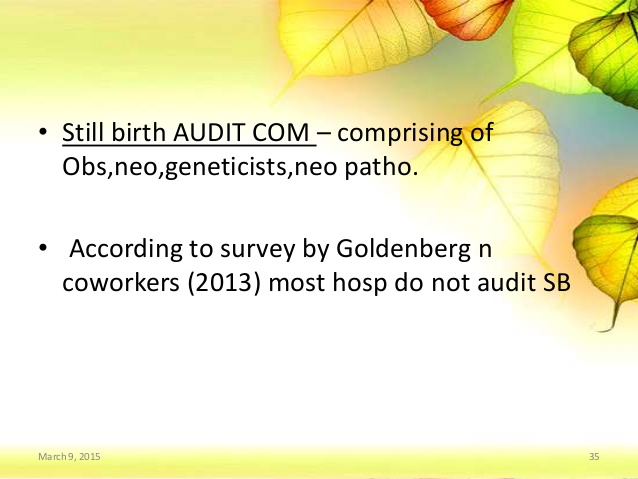 • Still birth AUDIT COM – comprising of
Obs,neo,geneticists,neo patho.
• According to survey by Goldenberg n
coworkers (2013) most hosp do not audit SB
March 9, 2015 35